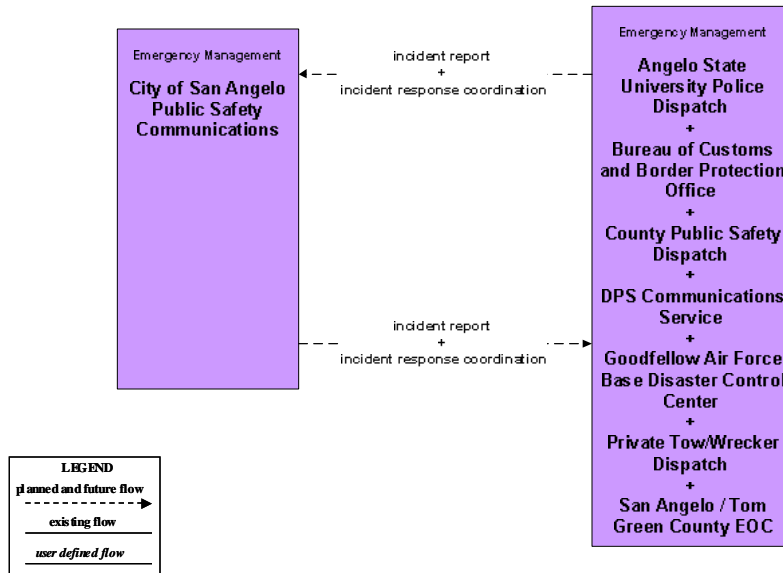 Emergency Management
City of San Angelo
Public Safety
Communications
incident report
+
incident response coordination
incident report
+
incident response coordination
Emergency Management
Angelo State
University Police
Dispatch
+
Bureau of Customs
and Border Protection
Office
+
County Public Safety
Dispatch
+
DPS Communications
Service
+
Goodfellow Air Force
Base Disaster Control
Center
+
Private Tow/Wrecker
Dispatch
+
San Angelo / Tom
Green County EOC
LEGEND
planned and future flow
existing flow
user defined flow